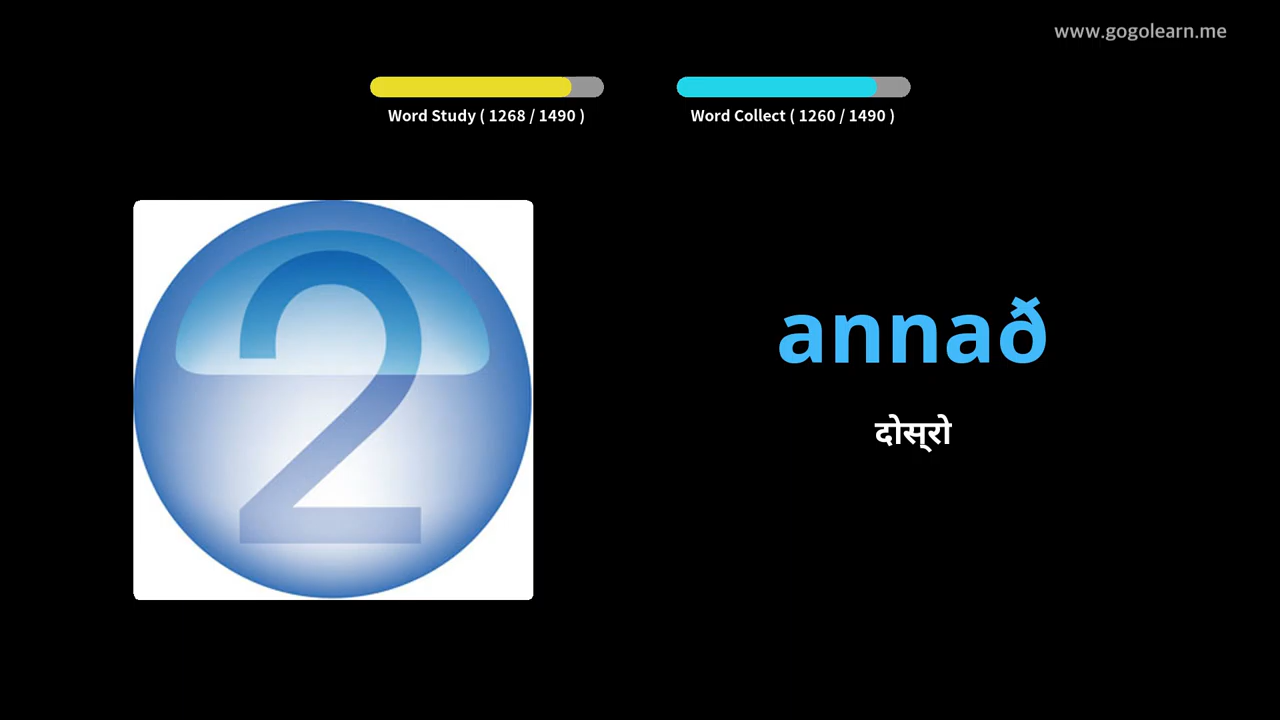 www.gogolearn.me
Word Study ( 1268 / 1490 )
Word Collect ( 1260 / 1490 )
2
annað
दोस्रो